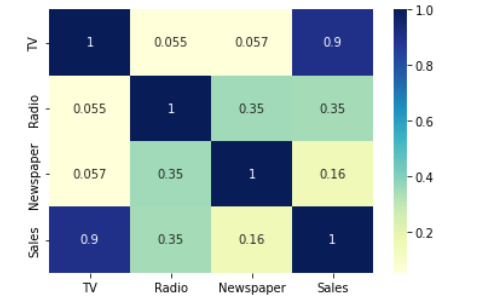 TV 1 0.055 0.057 0.9
Radio 0.055 1 0.35 0.35
Newspaper 0.057 0.35 1 0.16
Sales 0.9 0.35 0.16 1
TV Radio Newspaper Sales
1.0
0.8
0.6
0.4
0.2